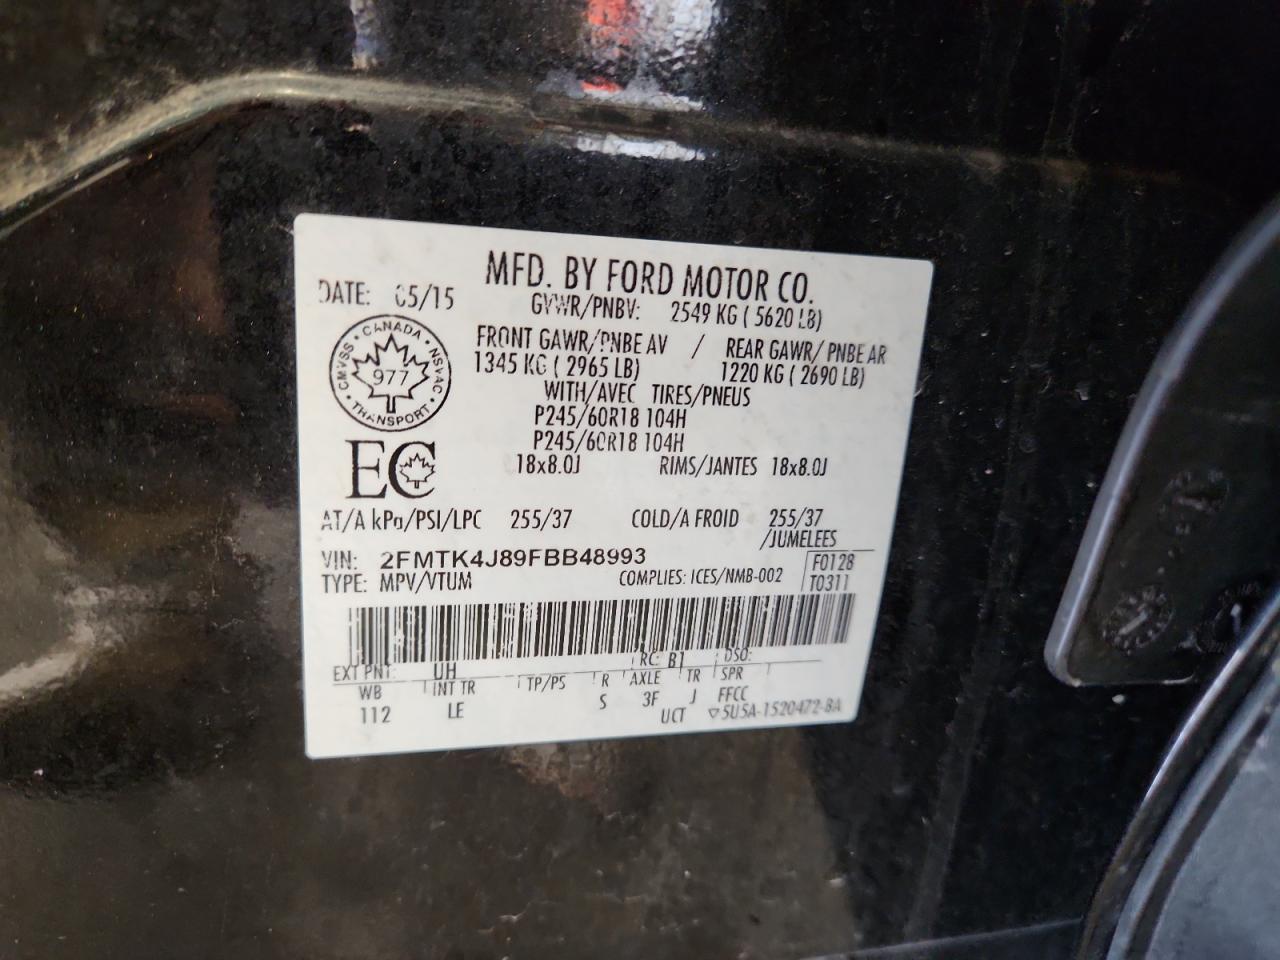 MFD. BY FORD MOTOR CO.
DATE: 05/15
GVWR/PNBV: 2549 KG ( 5620 LB)
FRONT GAWR/PNBE AV / REAR GAWR/ PNBE AR
1345 KG ( 2965 LB) 1220 KG ( 2690 LB)
WITH/AVEC TIRES/PNEUS
P245/60R18 104H
P245/60R18 104H
18x8.0J RIMS/JANTES 18x8.0J
CANADA
CMVSS NSVAC
977
TRANSPORT
EC
AT/A kPa/PSI/LPC 255/37 COLD/A FROID 255/37
/JUMELEES
VIN: 2FMTK4J89FBB48993 F0128
TYPE: MPV/VTUM COMPLIES: ICES/NMB-002 T0311
EXT PNT: UH RC: B1 DSO:
WB INT TR TP/PS R AXLE TR SPR
112 LE S 3F J FFCC
UCT ▽5U5A-1520472-BA